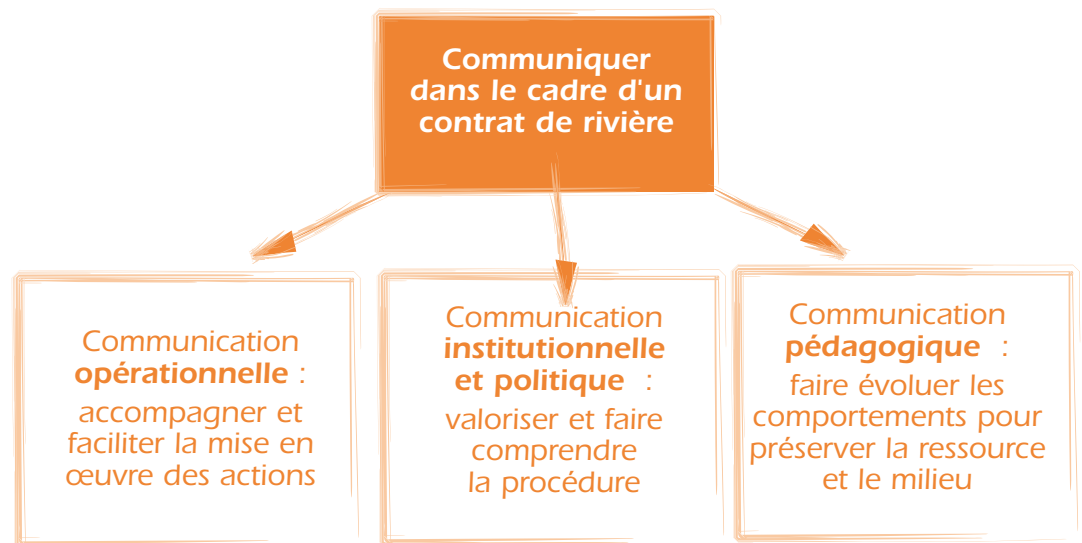 Communiquer
dans le cadre d'un
contrat de rivière
Communication
opérationnelle :
accompagner et
faciliter la mise en
œuvre des actions
Communication
institutionnelle
et politique :
valoriser et faire
comprendre
la procédure
Communication
pédagogique :
faire évoluer les
comportements pour
préserver la ressource
et le milieu